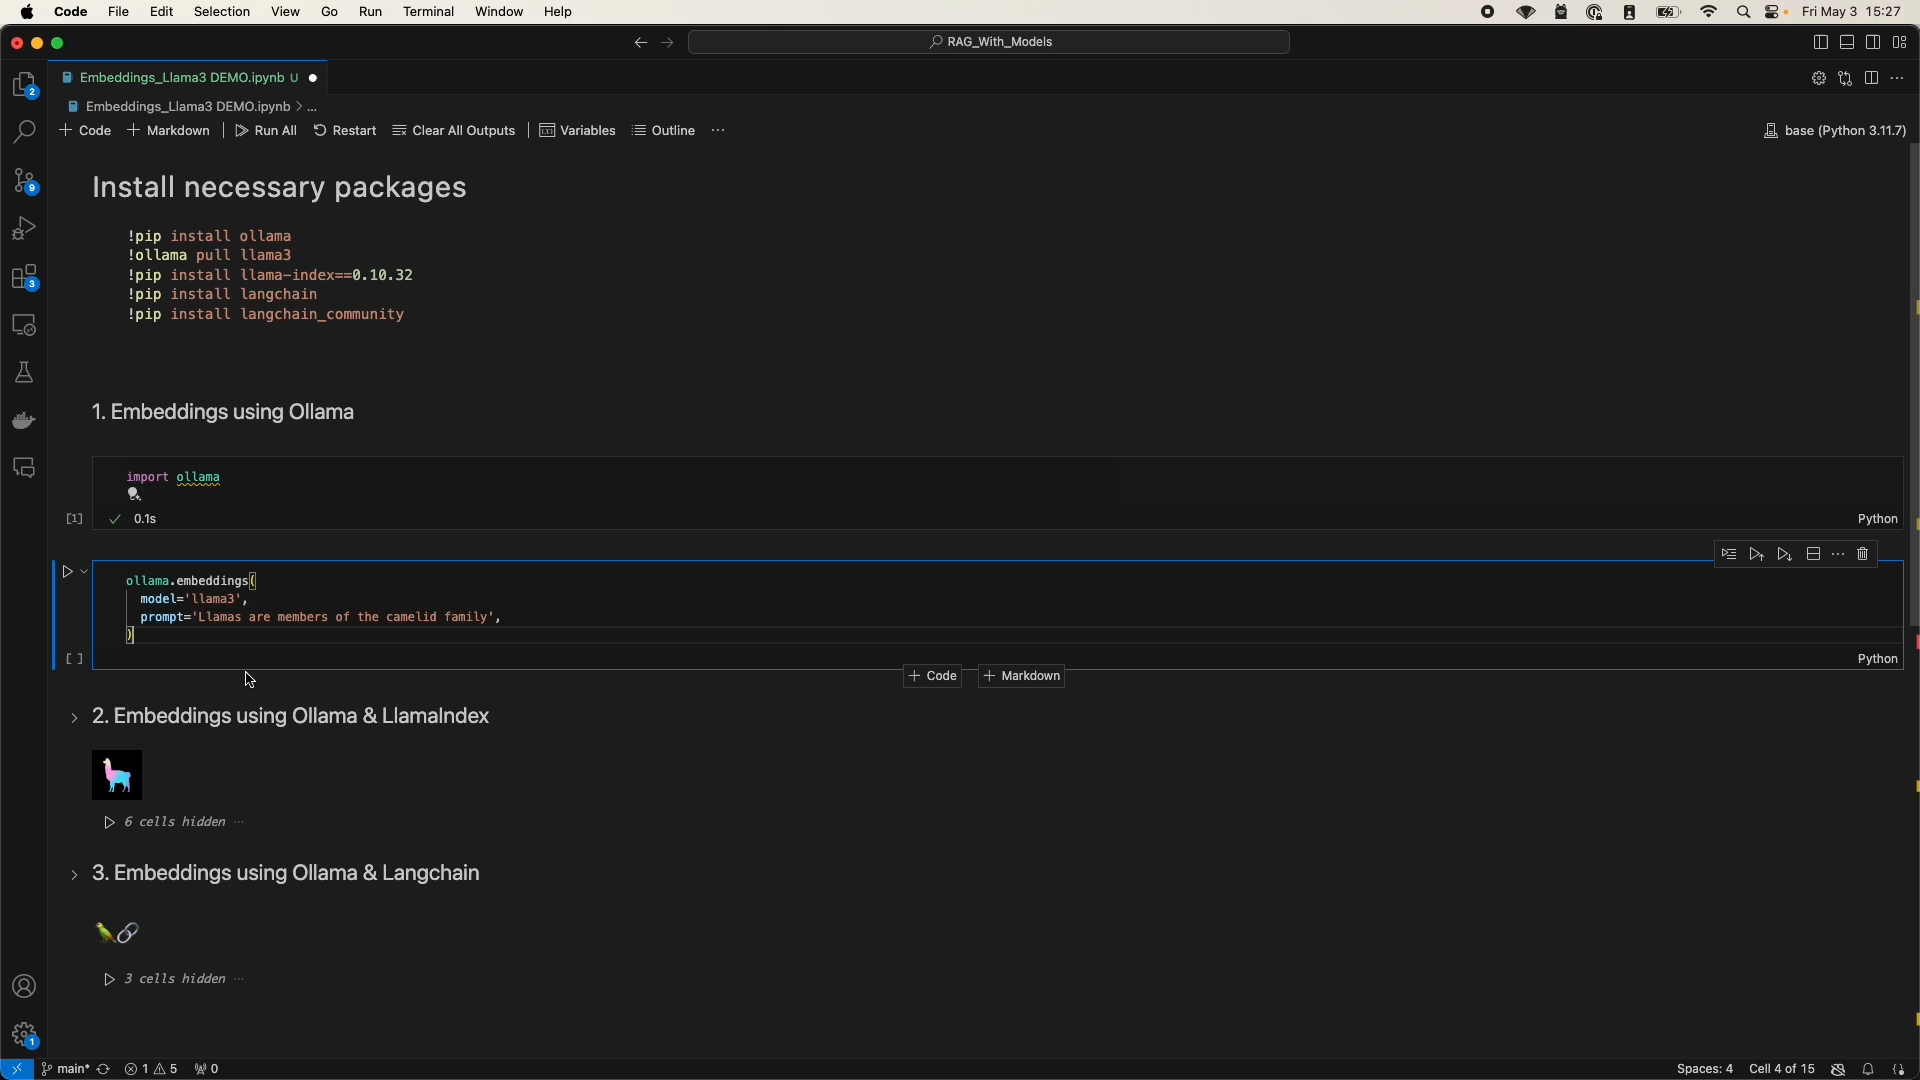 Code File Edit Selection View Go Run Terminal Window Help Fri May 3 15:27
RAG_With_Models
Embeddings_Llama3 DEMO.ipynb U
2
Embeddings_Llama3 DEMO.ipynb > ...
+ Code + Markdown Run All Restart Clear All Outputs Variables Outline ... base (Python 3.11.7)
9
3
Install necessary packages
!pip install ollama
!ollama pull llama3
!pip install llama-index==0.10.32
!pip install langchain
!pip install langchain_community
1. Embeddings using Ollama
import ollama
[1] ✓ 0.1s Python
ollama.embeddings(
model='llama3',
prompt='Llamas are members of the camelid family',
)
[ ] Python
+ Code + Markdown
2. Embeddings using Ollama & LlamaIndex
6 cells hidden ...
3. Embeddings using Ollama & Langchain
3 cells hidden ...
1
main* 1 5 0 Spaces: 4 Cell 4 of 15